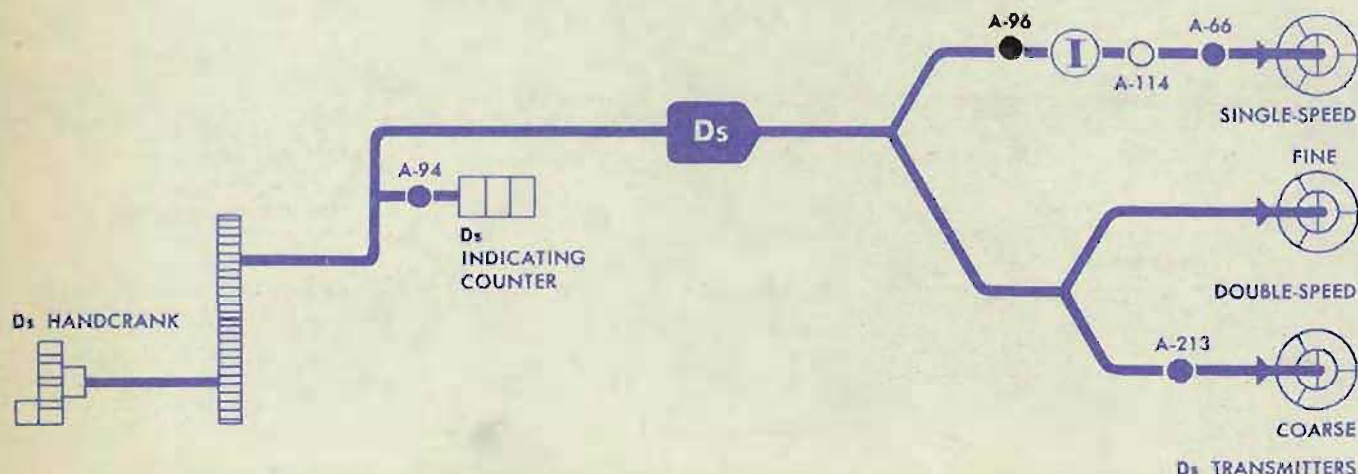 A-96
I
A-114
A-66
SINGLE-SPEED
Ds
A-94
Ds
INDICATING
COUNTER
FINE
DOUBLE-SPEED
Ds HANDCRANK
A-213
COARSE
Ds TRANSMITTERS